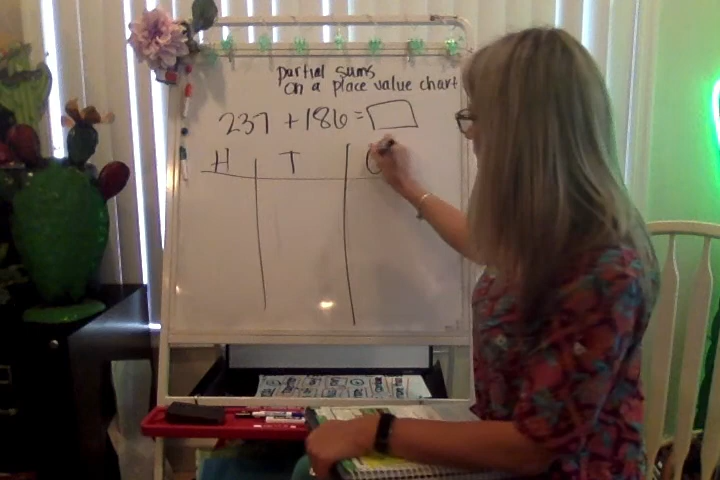 partial sums
on a place value chart
237 + 186 = 
H T O